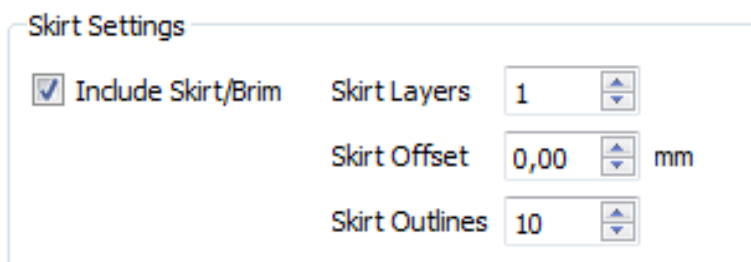 Skirt Settings
Include Skirt/Brim Skirt Layers 1
Skirt Offset 0,00 mm
Skirt Outlines 10